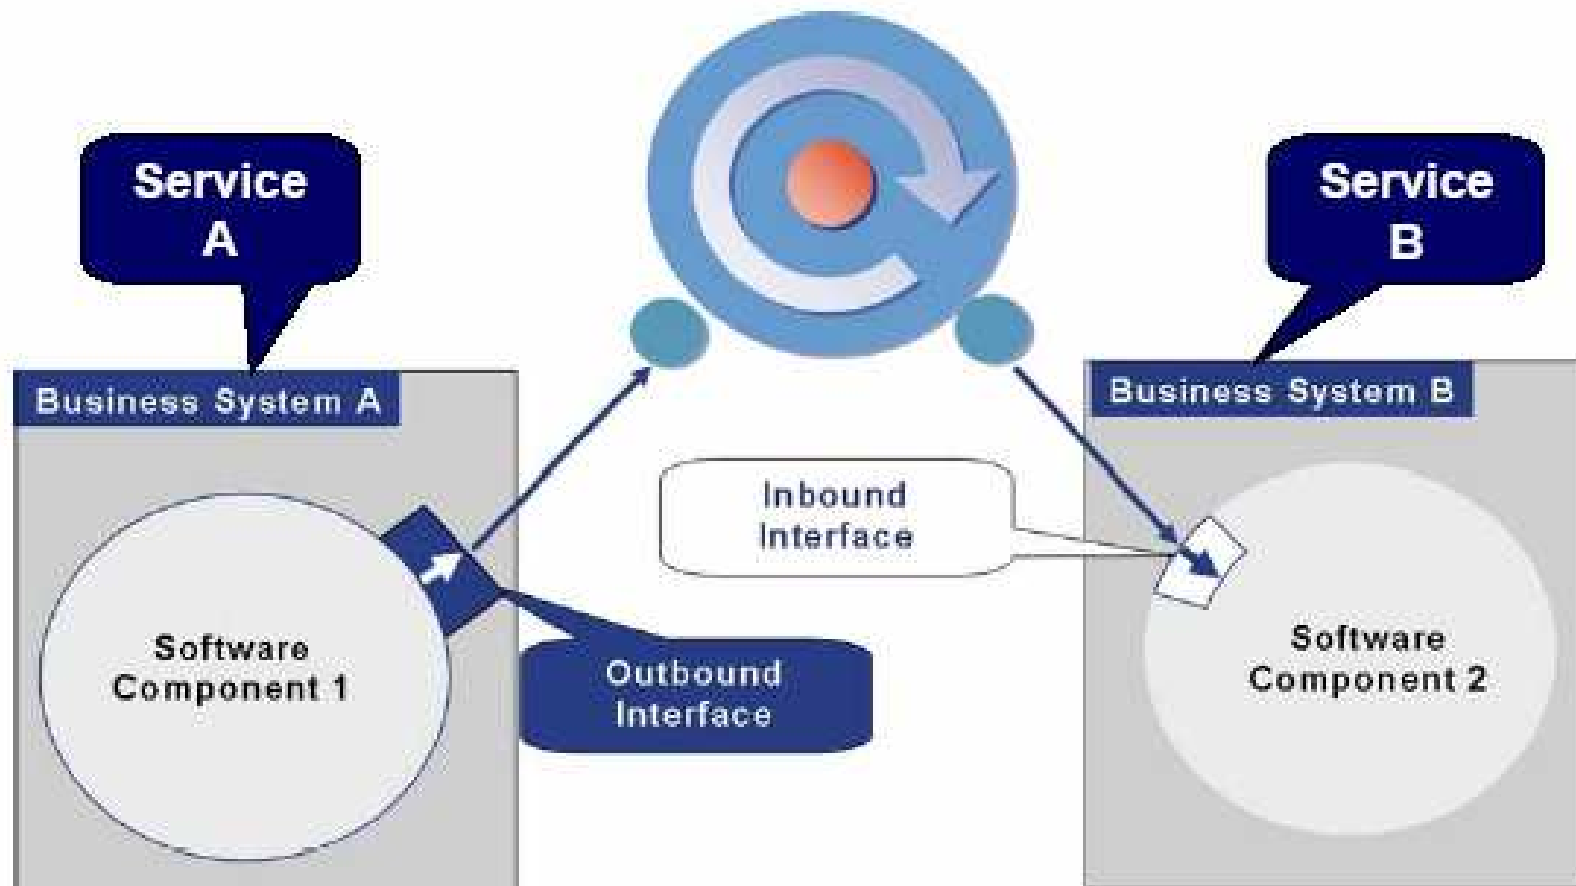 Service
A
Service
B
Business System A
Business System B
Inbound
Interface
Software
Component 1
Outbound
Interface
Software
Component 2